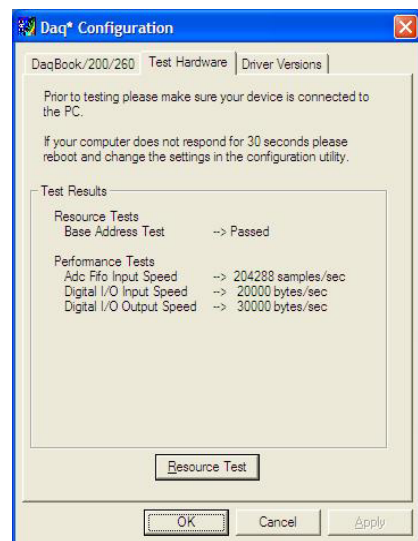 Daq* Configuration
DaqBook/200/260 Test Hardware Driver Versions
Prior to testing please make sure your device is connected to
the PC.
If your computer does not respond for 30 seconds please
reboot and change the settings in the configuration utility.
Test Results
Resource Tests
Base Address Test --> Passed
Performance Tests
Adc Fifo Input Speed --> 204288 samples/sec
Digital I/O Input Speed --> 20000 bytes/sec
Digital I/O Output Speed --> 30000 bytes/sec
Resource Test
OK Cancel Apply